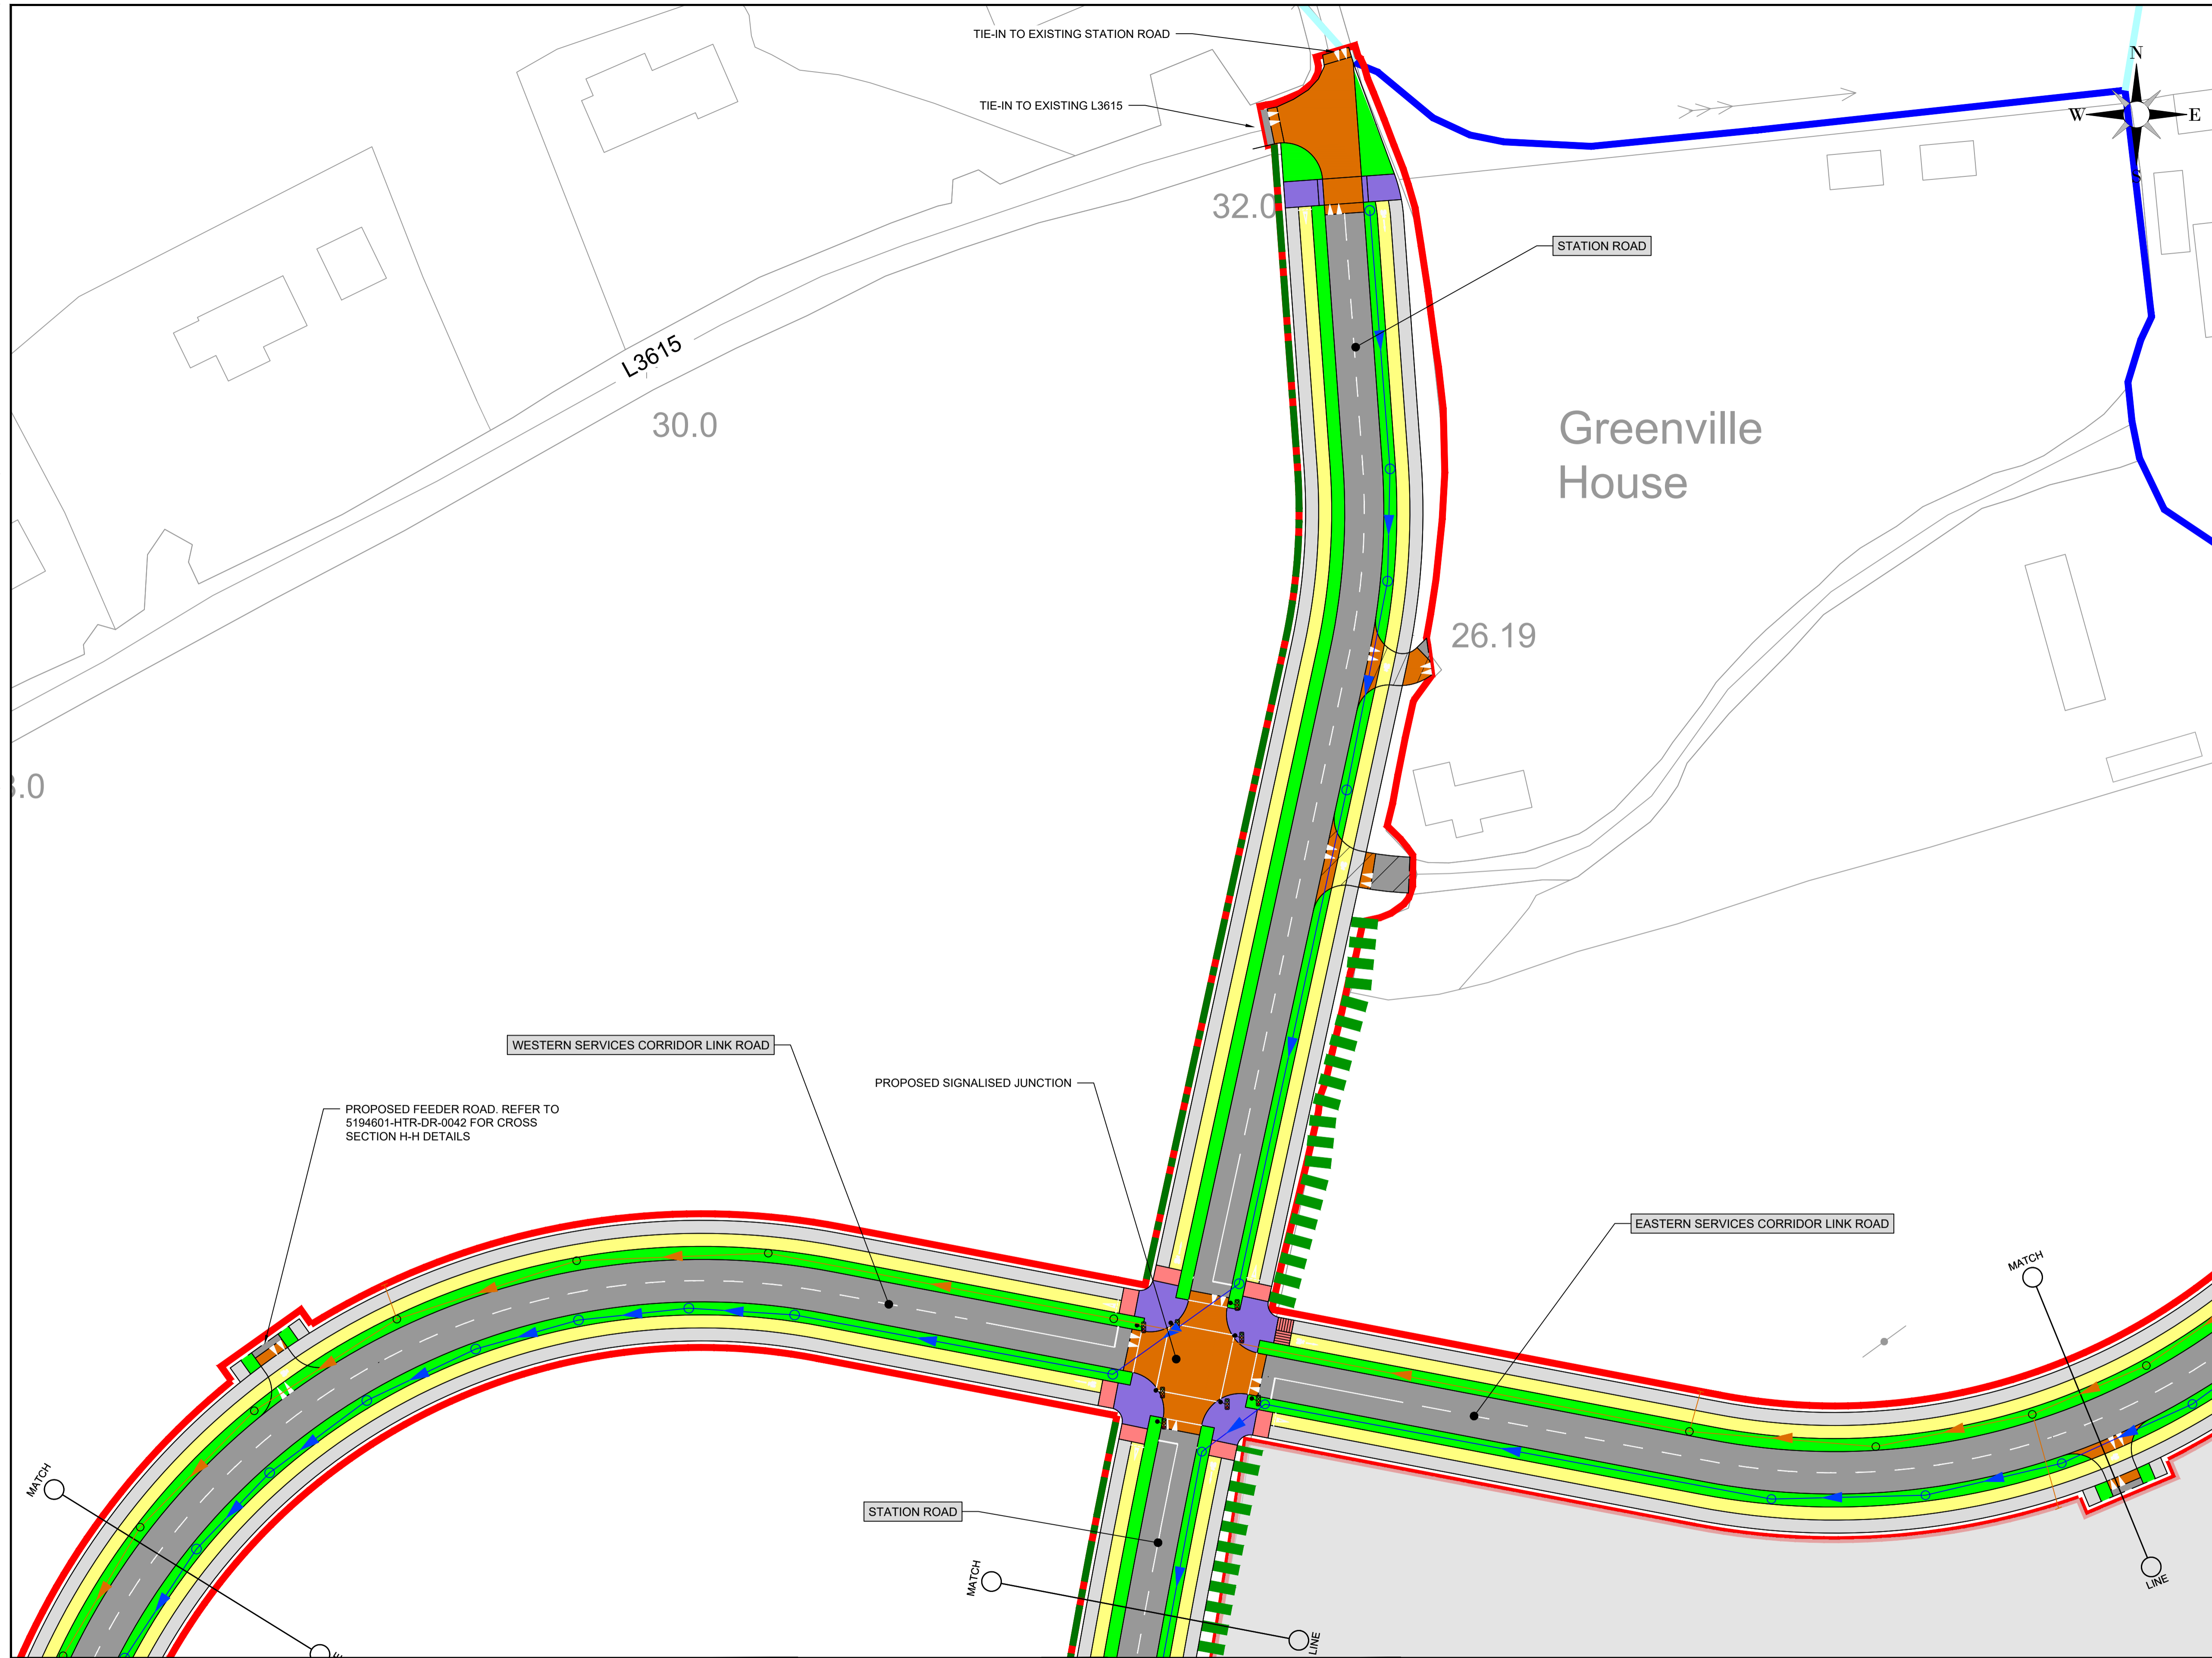 TIE-IN TO EXISTING STATION ROAD
N
TIE-IN TO EXISTING L3615
W
E
S
32.0
STATION ROAD
L3615
30.0
Greenville
House
26.19
3.0
WESTERN SERVICES CORRIDOR LINK ROAD
PROPOSED SIGNALISED JUNCTION
PROPOSED FEEDER ROAD. REFER TO
5194601-HTR-DR-0042 FOR CROSS
SECTION H-H DETAILS
EASTERN SERVICES CORRIDOR LINK ROAD
MATCH
MATCH
STATION ROAD
MATCH
LINE
LINE